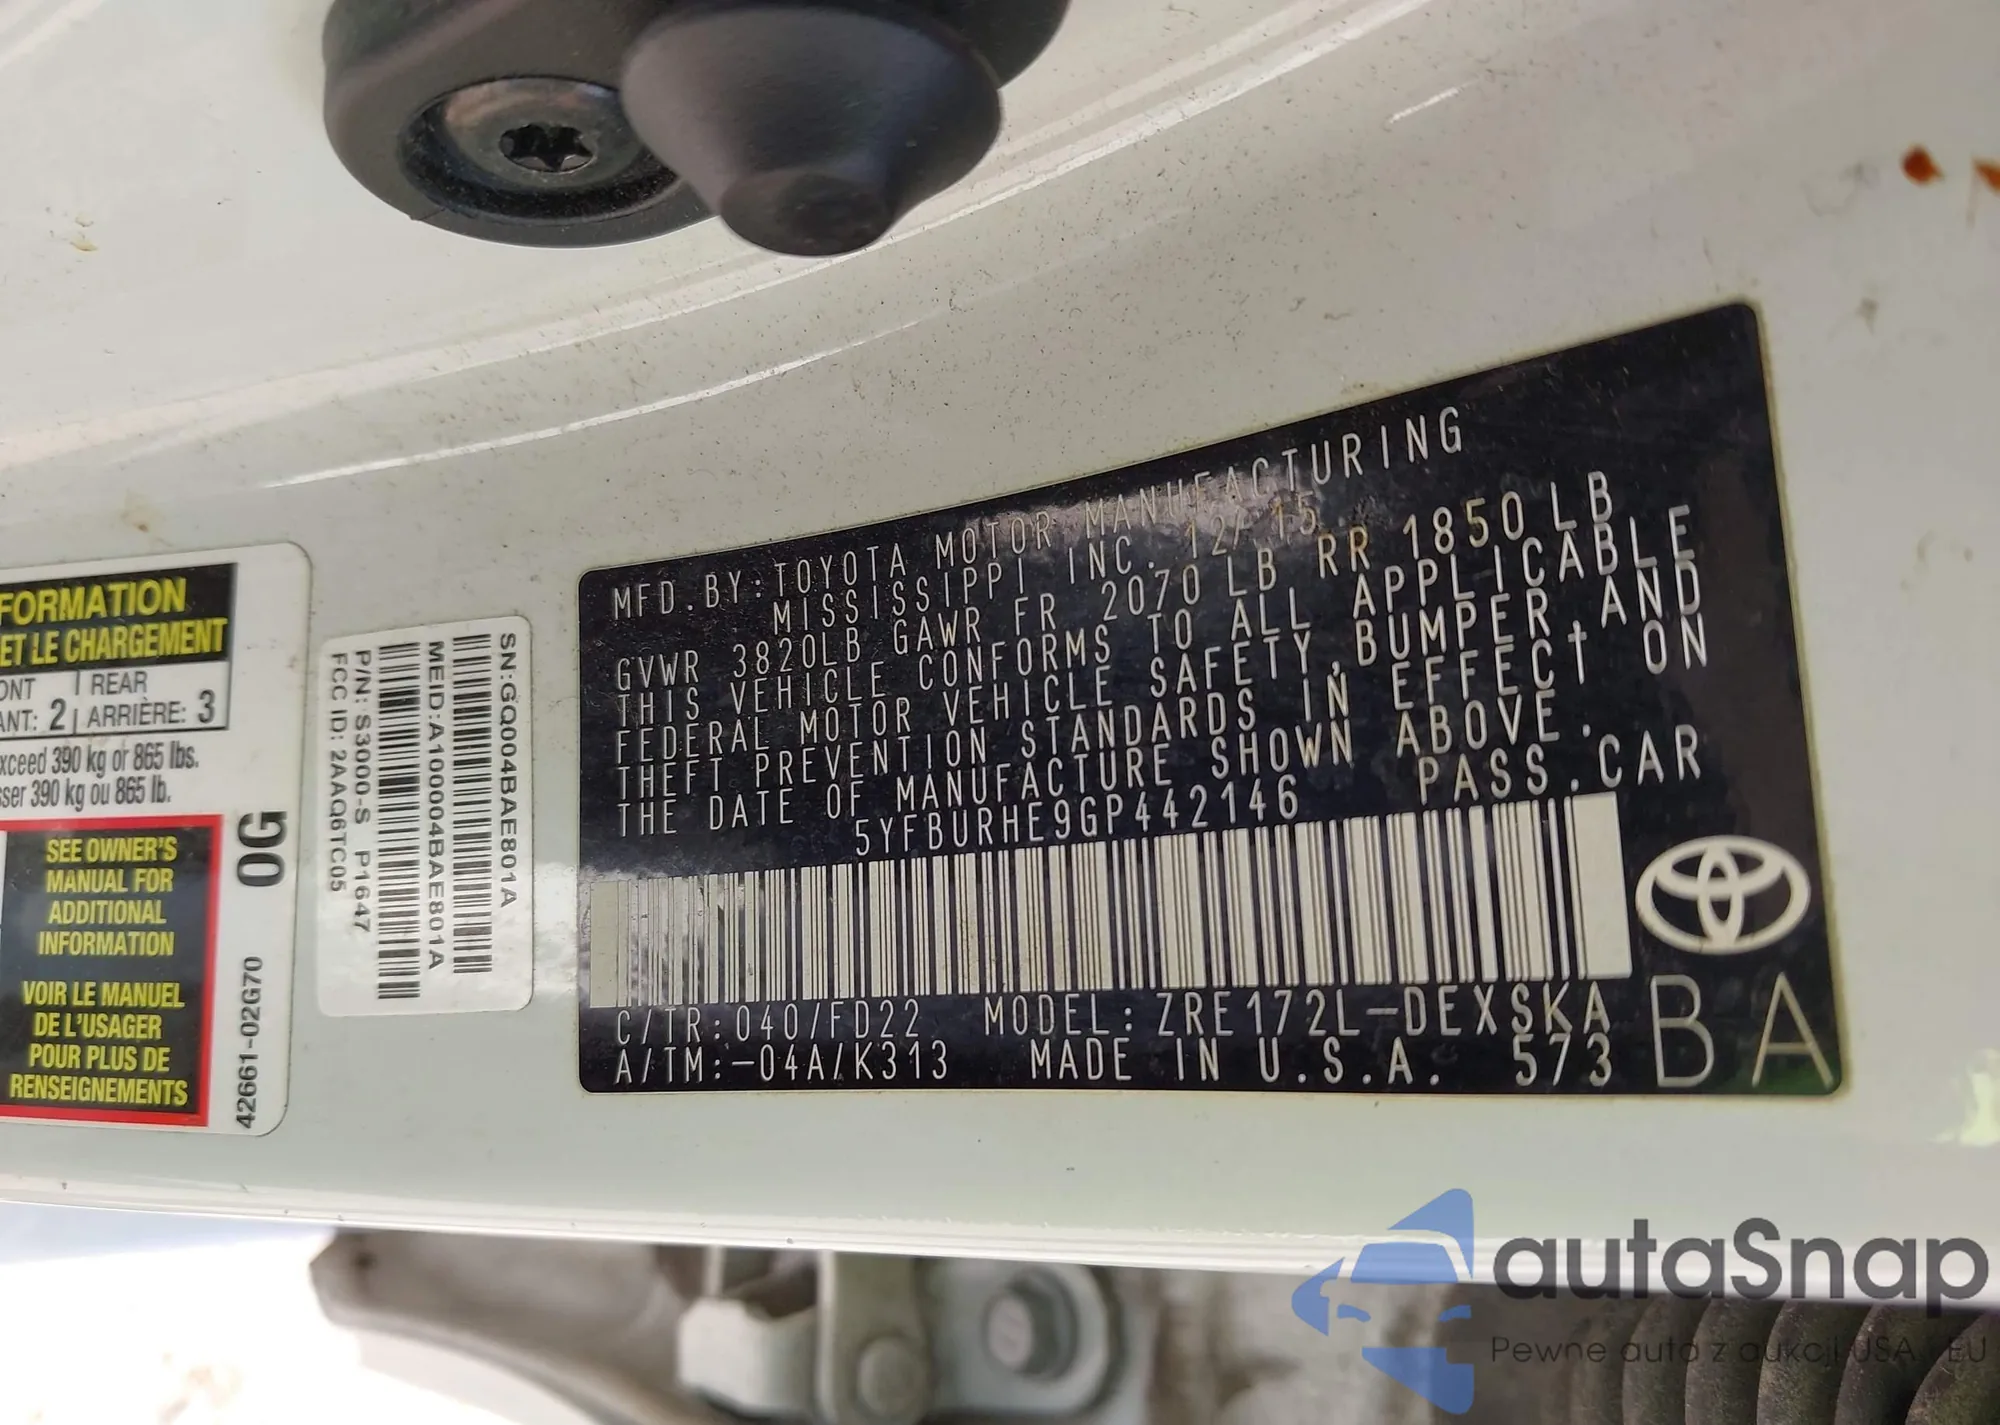 FORMATION
ET LE CHARGEMENT
ONT | REAR
ANT: 2 | ARRIÈRE: 3
xceed 390 kg or 865 lbs.
sser 390 kg ou 865 lb.
SEE OWNER'S
MANUAL FOR
ADDITIONAL
INFORMATION
VOIR LE MANUEL
DE L'USAGER
POUR PLUS DE
RENSEIGNEMENTS
42661-02G70 0G
SN:GQ004BAE801A
MEID:A100004BAE801A
P/N: S3000-S P1647
FCC ID: 2AAQ6TC05
MFD.BY:TOYOTA MOTOR MANUFACTURING
MISSISSIPPI INC. 12/15
GVWR 3820LB GAWR FR 2070LB RR 1850LB
THIS VEHICLE CONFORMS TO ALL APPLICABLE
FEDERAL MOTOR VEHICLE SAFETY,BUMPER,AND
THEFT PREVENTION STANDARDS IN EFFECT ON
THE DATE OF MANUFACTURE SHOWN ABOVE.
5YFBURHE9GP442146 PASS.CAR
C/TR:040/FD22 MODEL:ZRE172L-DEXSKA
A/TM:-04A/K313 MADE IN U.S.A. 573
BA
autaSnap
Pewne auta z aukcji USA i EU